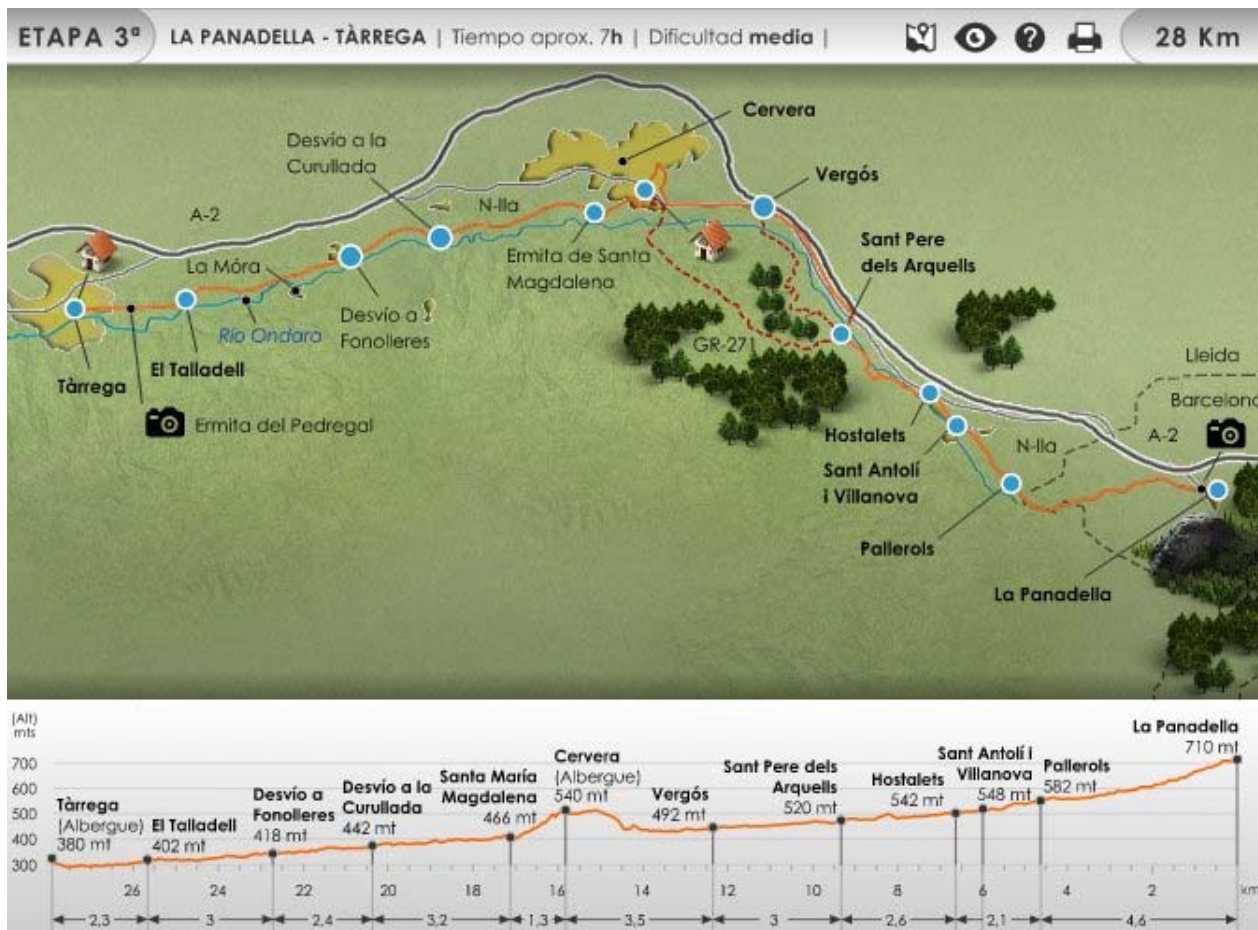 ETAPA 3ª
LA PANADELLA - TÀRREGA | Tiempo aprox. 7h | Dificultad media |
28 Km
Cervera
Desvío a la
Curullada
Vergós
A-2
N-IIa
Sant Pere
dels Arquells
Ermita de Santa
Magdalena
La Móra
Desvío a
Fonolleres
Río Ondara
El Talladell
Tàrrega
GR-271
Lleida
Barcelona
Ermita del Pedregal
Hostalets
A-2
N-IIa
Sant Antolí
i Villanova
Pallerols
La Panadella
(Alt)
mts
700
600
500
400
300
Tàrrega
(Albergue)
380 mt
El Talladell
402 mt
Desvío a
Fonolleres
418 mt
Desvío a la
Curullada
442 mt
Santa María
Magdalena
466 mt
Cervera
(Albergue)
540 mt
Vergós
492 mt
Sant Pere dels
Arquells
520 mt
Hostalets
542 mt
Sant Antolí i
Villanova
548 mt
Pallerols
582 mt
La Panadella
710 mt
26 24 22 20 18 16 14 12 10 8 6 4 2 km
2,3 3 2,4 3,2 1,3 3,5 3 2,6 2,1 4,6